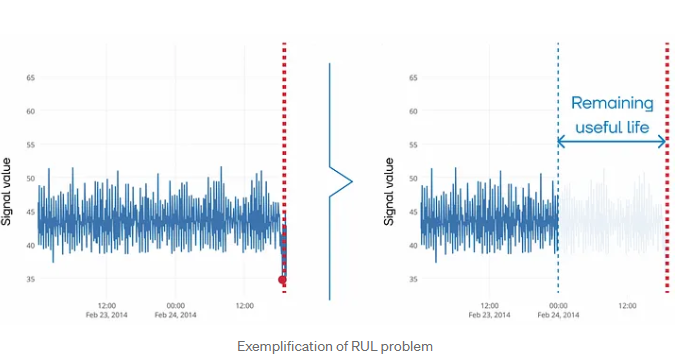 65
60
55
50
45
40
35
Signal value
12:00
Feb 23, 2014
00:00
Feb 24, 2014
12:00
65
60
55
50
45
40
35
Signal value
Remaining
useful life
12:00
Feb 23, 2014
00:00
Feb 24, 2014
12:00
Exemplification of RUL problem